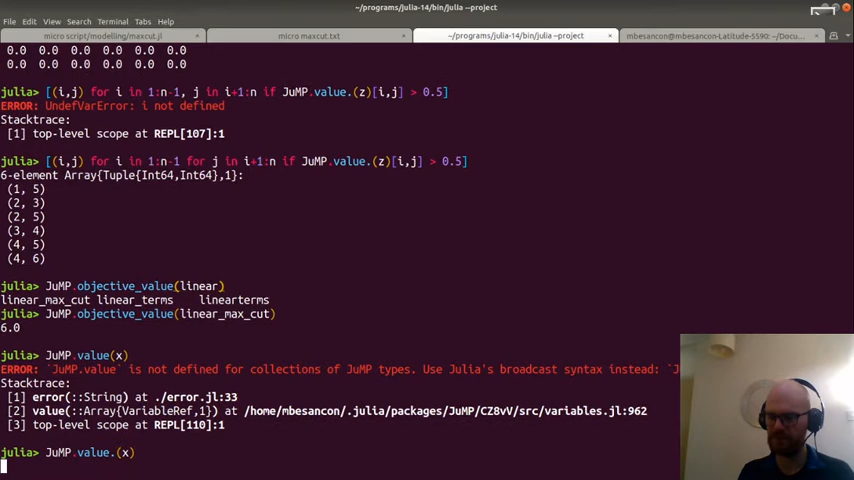 ~/programs/julia-14/bin/julia --project
File Edit View Search Terminal Tabs Help
micro script/modelling/maxcut.jl × micro maxcut.txt × ~/programs/julia-14/bin/julia --project × mbesancon@mbesancon-Latitude-5590: ~/Docu... ×
0.0 0.0 0.0 0.0 0.0 0.0
0.0 0.0 0.0 0.0 0.0 0.0
julia> [(i,j) for i in 1:n-1, j in i+1:n if JuMP.value.(z)[i,j] > 0.5]
ERROR: UndefVarError: i not defined
Stacktrace:
[1] top-level scope at REPL[107]:1
julia> [(i,j) for i in 1:n-1 for j in i+1:n if JuMP.value.(z)[i,j] > 0.5]
6-element Array{Tuple{Int64,Int64},1}:
(1, 5)
(2, 3)
(2, 5)
(3, 4)
(4, 5)
(4, 6)
julia> JuMP.objective_value(linear)
linear_max_cut linear_terms linearterms
julia> JuMP.objective_value(linear_max_cut)
6.0
julia> JuMP.value(x)
ERROR: `JuMP.value` is not defined for collections of JuMP types. Use Julia's broadcast syntax instead: `J
Stacktrace:
[1] error(::String) at ./error.jl:33
[2] value(::Array{VariableRef,1}) at /home/mbesancon/.julia/packages/JuMP/CZ8vV/src/variables.jl:962
[3] top-level scope at REPL[110]:1
julia> JuMP.value.(x)